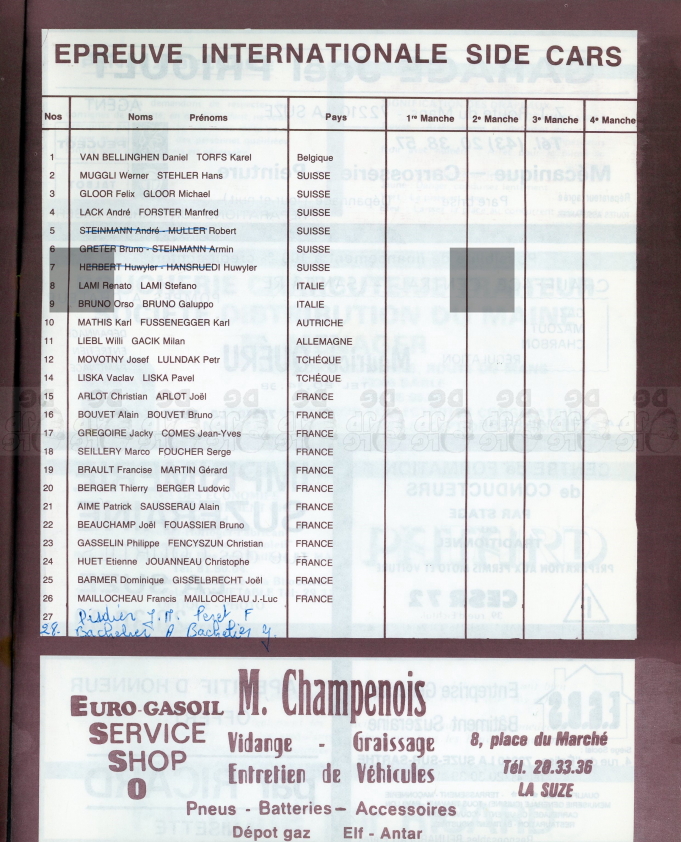 EPREUVE INTERNATIONALE SIDE CARS
Nos Noms Prénoms Pays 1re Manche 2e Manche 3e Manche 4e Manche
1 VAN BELLINGHEN Daniel TORFS Karel Belgique
2 MUGGLI Werner STEHLER Hans SUISSE
3 GLOOR Felix GLOOR Michael SUISSE
4 LACK André FORSTER Manfred SUISSE
5 STEINMANN André - MULLER Robert SUISSE
6 GRETER Bruno - STEINMANN Armin SUISSE
7 HERBERT Huwyler - HANSRUEDI Huwyler SUISSE
8 LAMI Renato LAMI Stefano ITALIE
9 BRUNO Orso BRUNO Galuppo ITALIE
10 MATHIS Karl FUSSENEGGER Karl AUTRICHE
11 LIEBL Willi GACIK Milan ALLEMAGNE
12 MOVOTNY Josef LULNDAK Petr TCHÉQUE
14 LISKA Vaclav LISKA Pavel TCHÉQUE
15 ARLOT Christian ARLOT Joël FRANCE
16 BOUVET Alain BOUVET Bruno FRANCE
17 GREGOIRE Jacky COMES Jean-Yves FRANCE
18 SEILLERY Marco FOUCHER Serge FRANCE
19 BRAULT Francise MARTIN Gérard FRANCE
20 BERGER Thierry BERGER Ludovic FRANCE
21 AIME Patrick SAUSSERAU Alain FRANCE
22 BEAUCHAMP Joël FOUASSIER Bruno FRANCE
23 GASSELIN Philippe FENCYSZUN Christian FRANCE
24 HUET Etienne JOUANNEAU Christophe FRANCE
25 BARMER Dominique GISSELBRECHT Joël FRANCE
26 MAILLOCHEAU Francis MAILLOCHEAU J.-Luc FRANCE
27 J.M. Peret F
28. Bachelier A Bachelier y.
EURO-GASOIL M. Champenois
SERVICE Vidange - Graissage 8, place du Marché
SHOP Entretien de Véhicules Tél. 20.33.36
O LA SUZE
Pneus - Batteries - Accessoires
Dépot gaz Elf - Antar